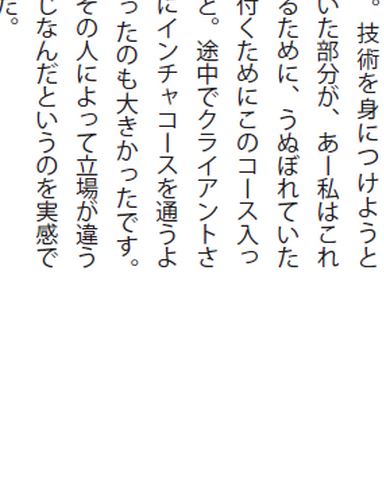 。技術を身につけようと
いた部分が、あー私はこれ
るために、うぬぼれていた
付くためにこのコース入っ
と。途中でクライアントさ
にインチャコースを通うよ
ったのも大きかったです。
その人によって立場が違う
じなんだというのを実感で
た。